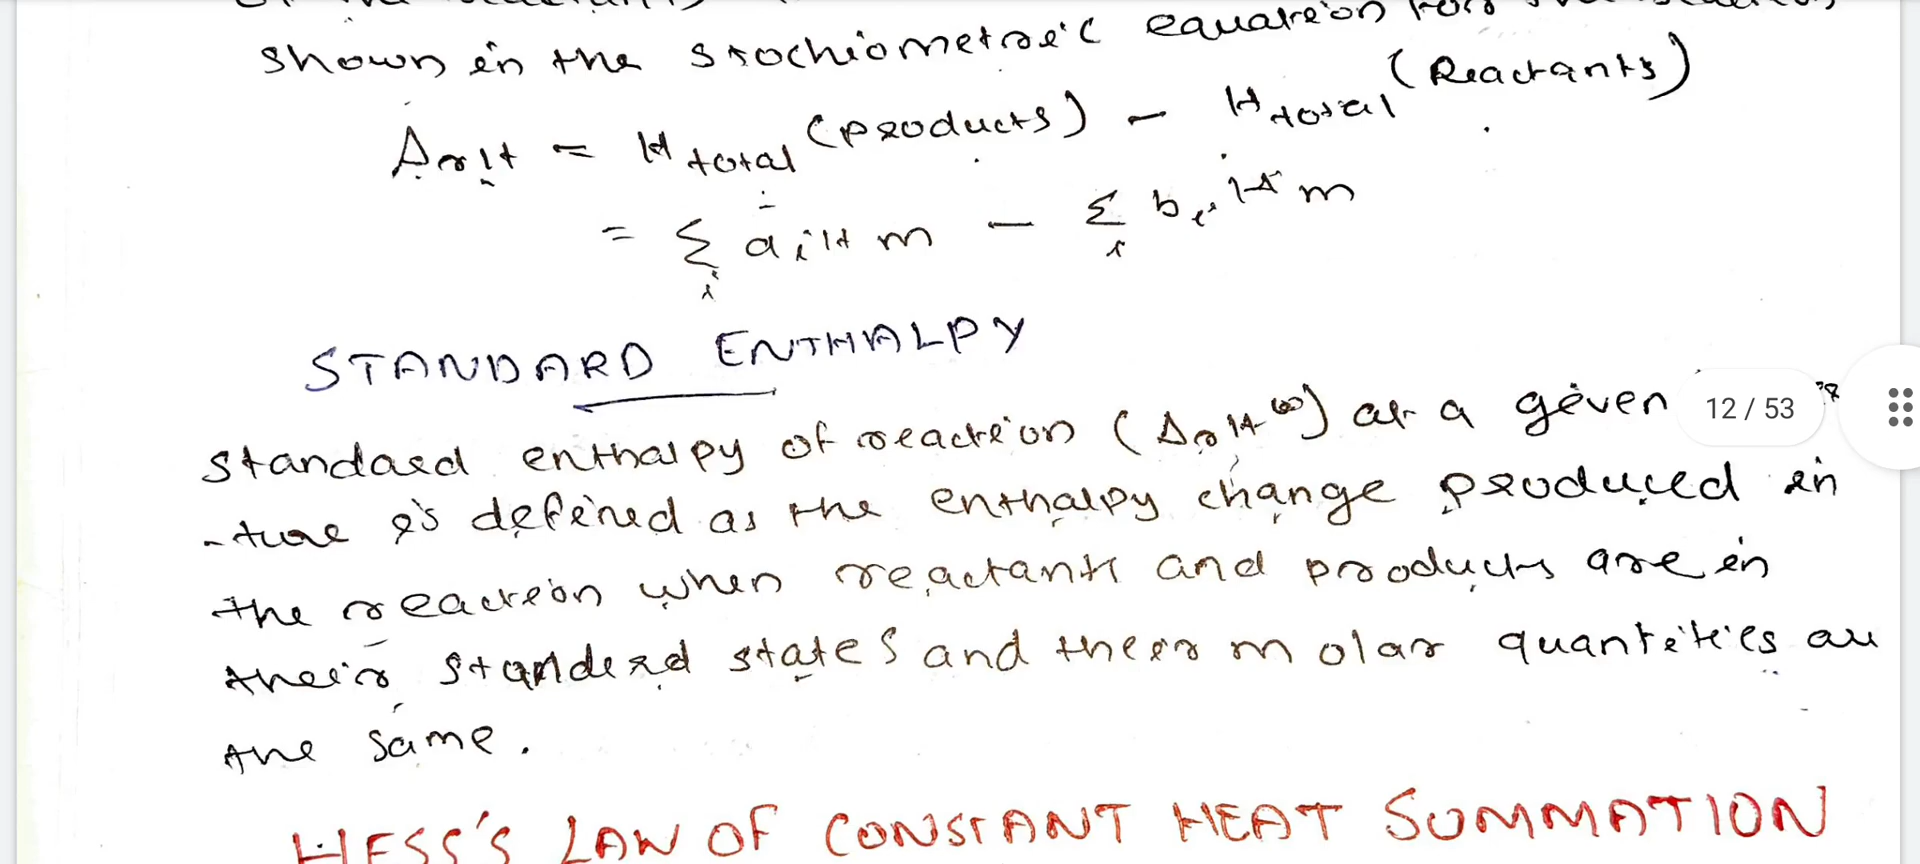 shown in the stochiometric equation for the
ΔrH = H total (products) - H total (Reactants)
= Σ i ai H m - Σ i bi H m
STANDARD ENTHALPY
Standard enthalpy of reaction (ΔrH°) at a given
12 / 53
-ture is defined as the enthalpy change produced in
the reaction when reactants and products are in
their standerd states and their molar quantities are
the same.
HESS'S LAW OF CONSTANT HEAT SUMMATION